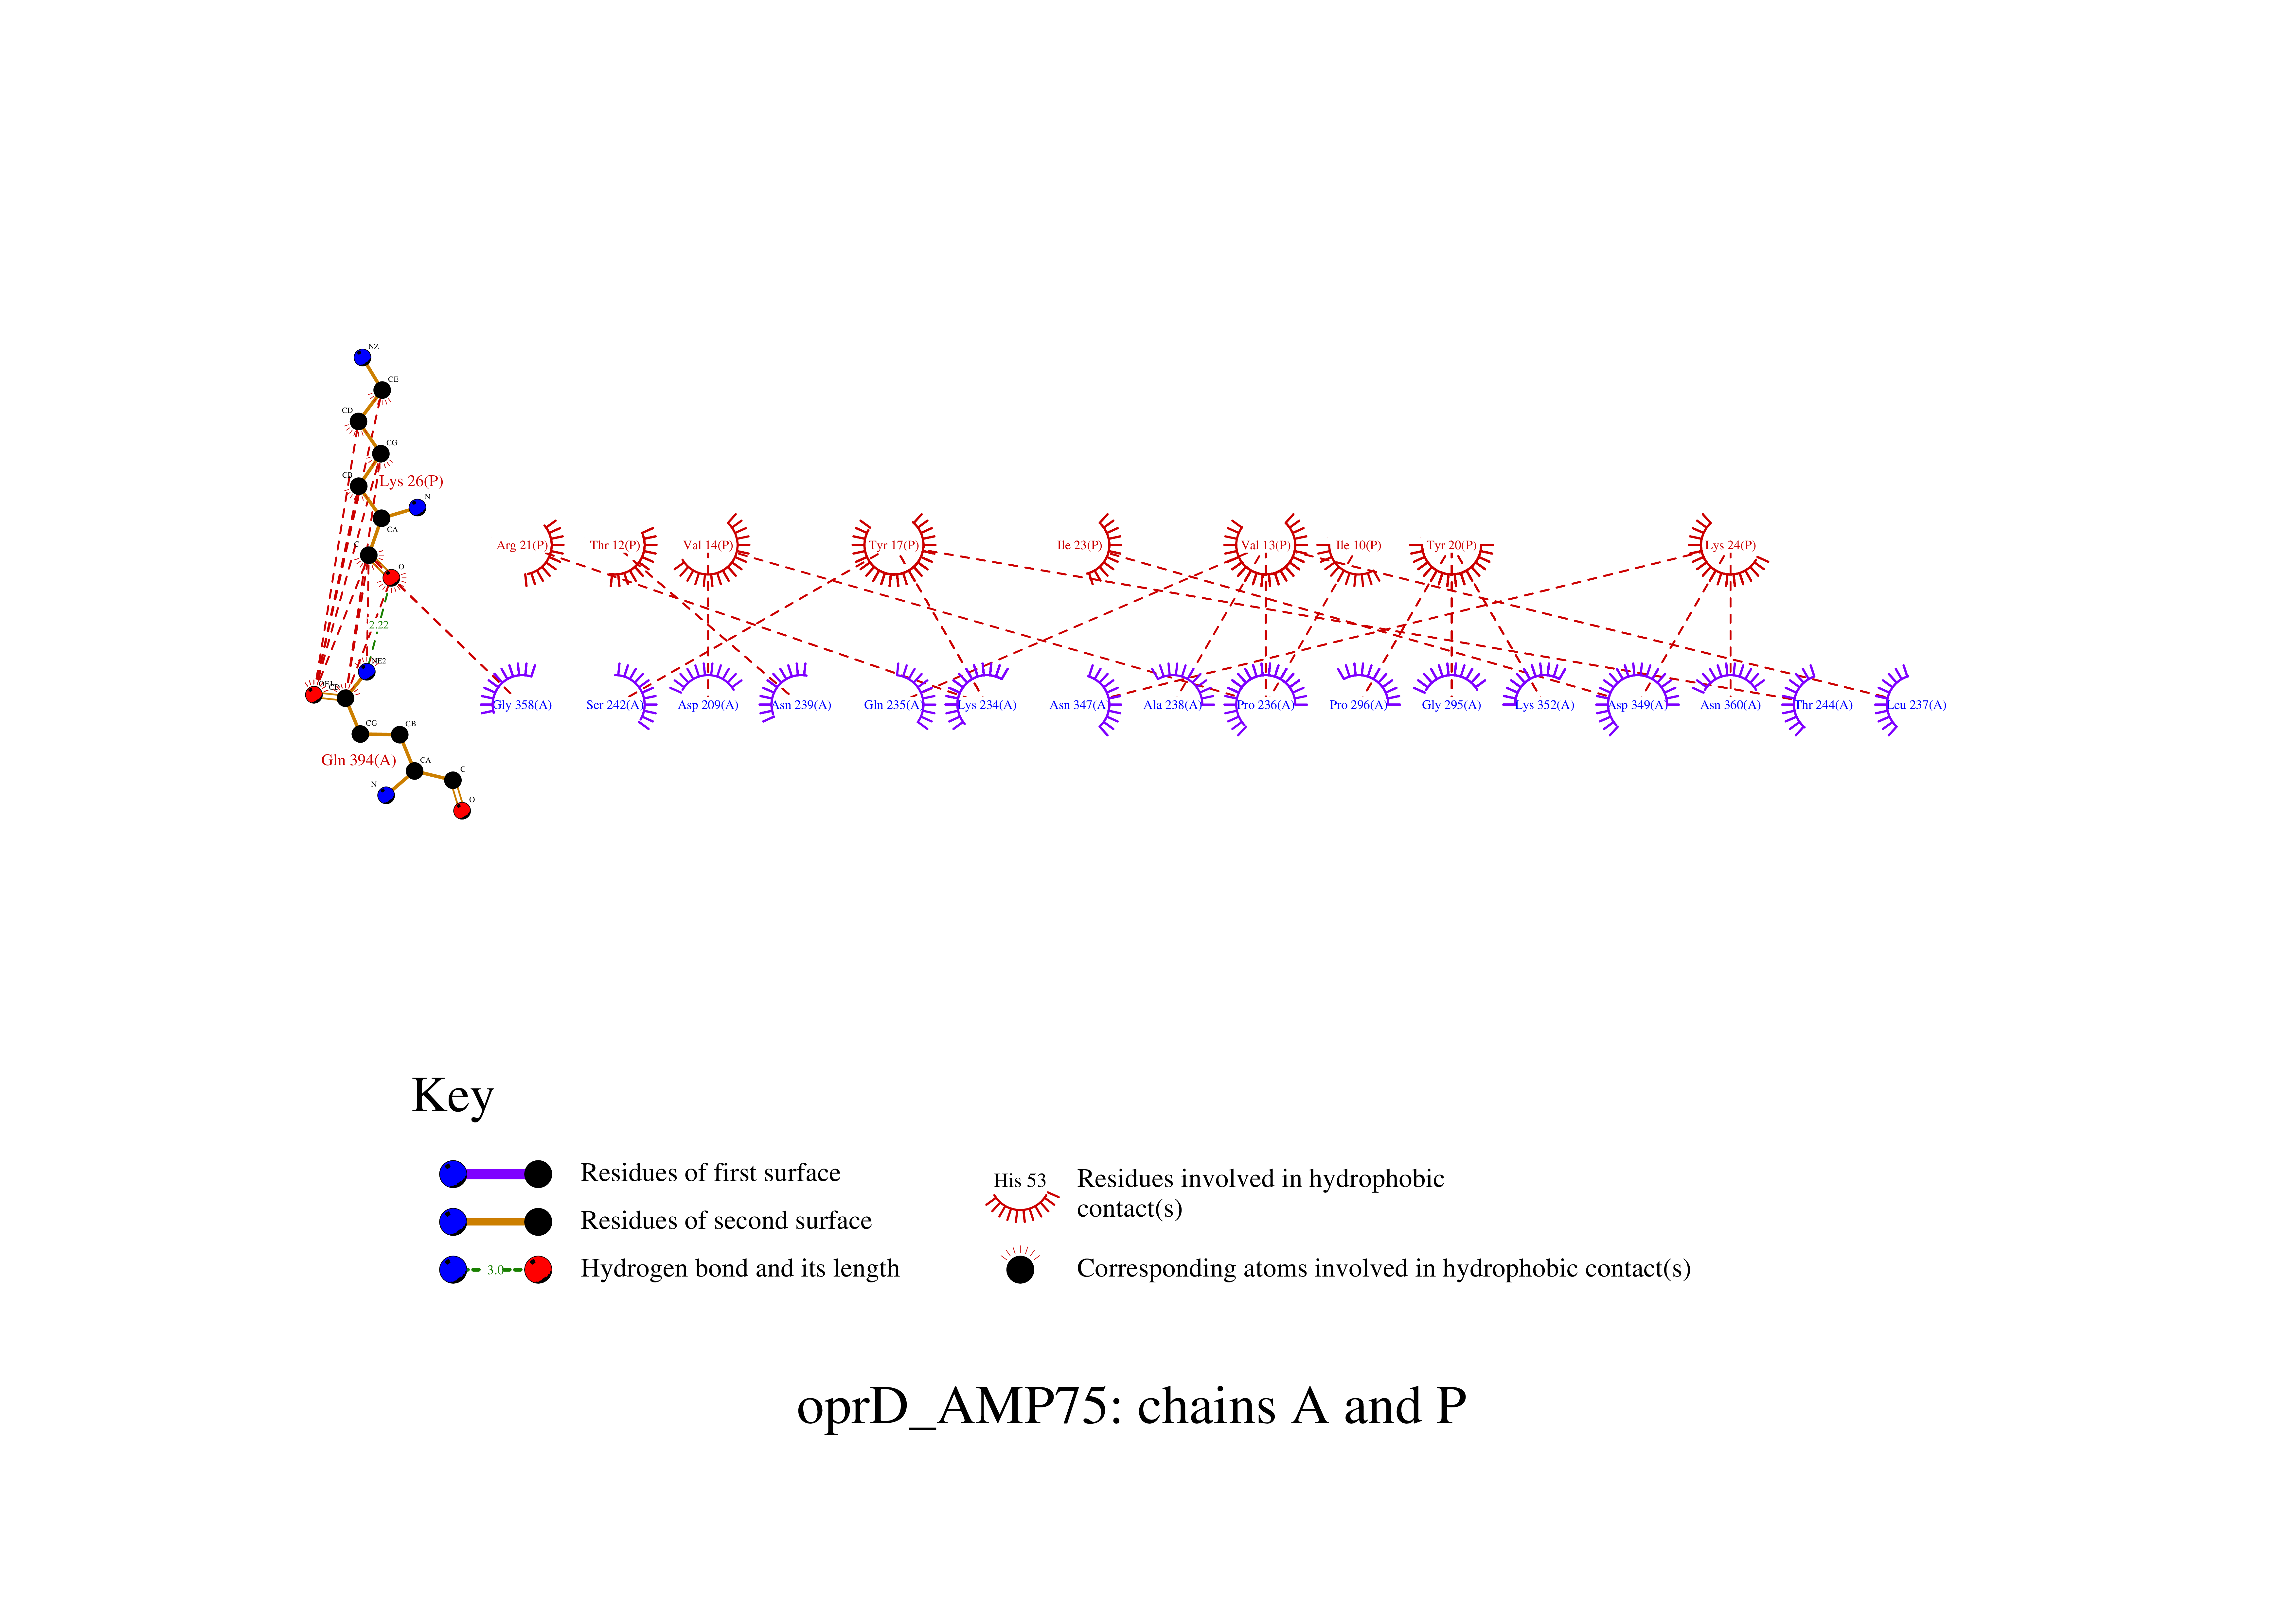 NZ
CE
CD
CG
CB
Lys 26(P)
N
CA
C
O
Arg 21(P) Thr 12(P) Val 14(P) Tyr 17(P) Ile 23(P) Val 13(P) Ile 10(P) Tyr 20(P) Lys 24(P)
2.22
NE2
OE1 CD
Gly 358(A) Ser 242(A) Asp 209(A) Asn 239(A) Gln 235(A) Lys 234(A) Asn 347(A) Ala 238(A) Pro 236(A) Pro 296(A) Gly 295(A) Lys 352(A) Asp 349(A) Asn 360(A) Thr 244(A) Leu 237(A)
CG CB
Gln 394(A)
CA
C
N
O
Key
Residues of first surface
Residues of second surface
3.0 Hydrogen bond and its length
His 53 Residues involved in hydrophobic
contact(s)
Corresponding atoms involved in hydrophobic contact(s)
oprD_AMP75: chains A and P